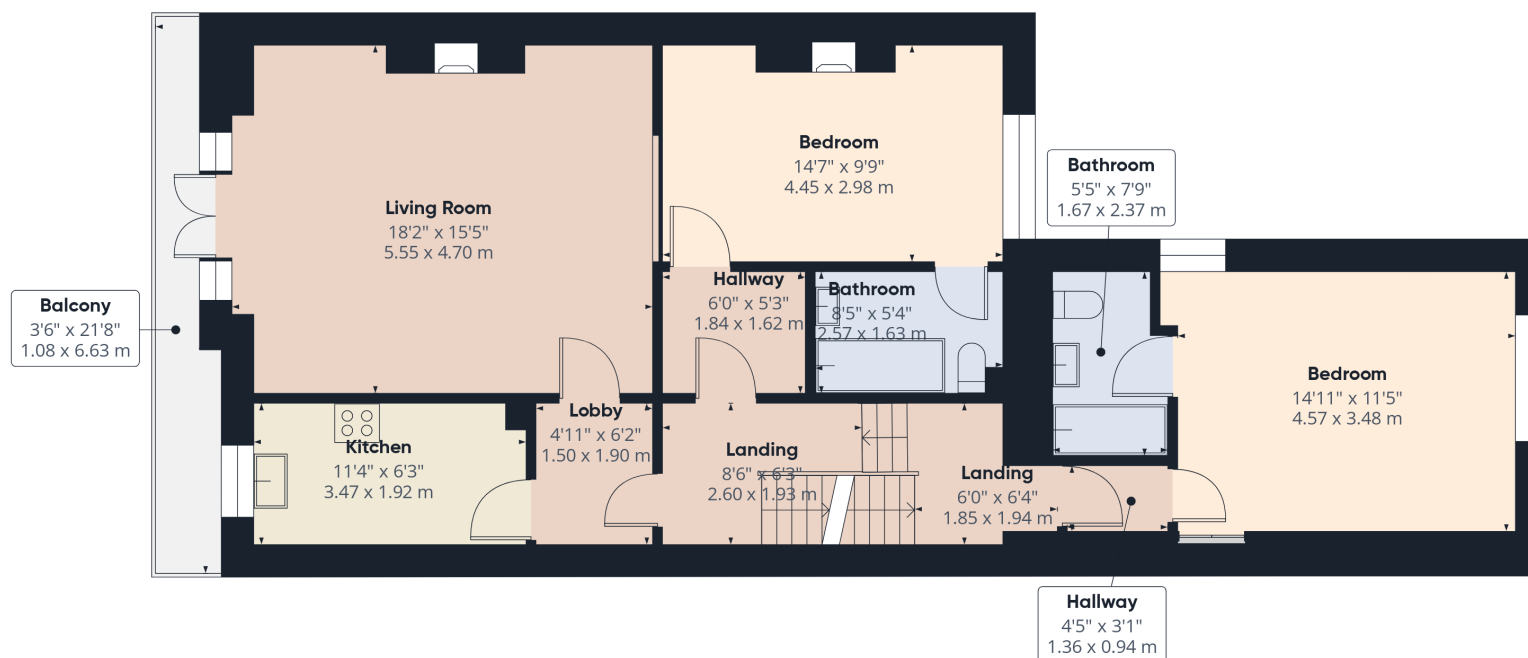 Balcony
3'6" x 21'8"
1.08 x 6.63 m
Living Room
18'2" x 15'5"
5.55 x 4.70 m
Bedroom
14'7" x 9'9"
4.45 x 2.98 m
Bathroom
5'5" x 7'9"
1.67 x 2.37 m
Hallway
6'0" x 5'3"
1.84 x 1.62 m
Bathroom
8'5" x 5'4"
2.57 x 1.63 m
Bedroom
14'11" x 11'5"
4.57 x 3.48 m
Kitchen
11'4" x 6'3"
3.47 x 1.92 m
Lobby
4'11" x 6'2"
1.50 x 1.90 m
Landing
8'6" x 6'3"
2.60 x 1.93 m
Landing
6'0" x 6'4"
1.85 x 1.94 m
Hallway
4'5" x 3'1"
1.36 x 0.94 m